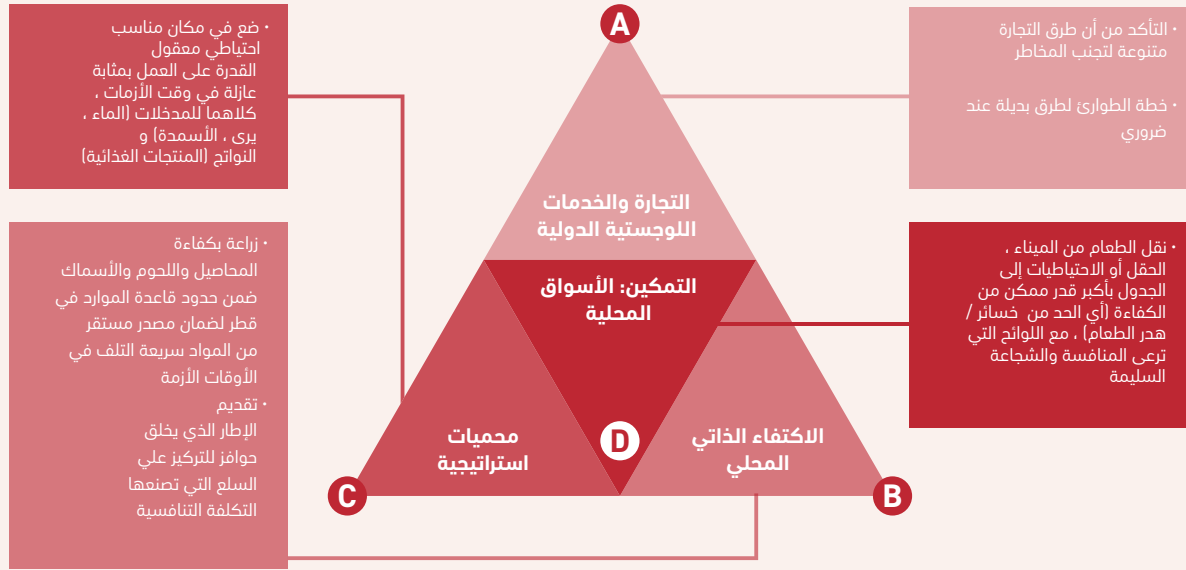 · التأكد من أن طرق التجارة
متنوعة لتجنب المخاطر
· خطة الطوارئ لطرق بديلة عند
ضروري
· نقل الطعام من الميناء ،
الحقل أو الاحتياطيات إلى
الجدول بأكبر قدر ممكن من
الكفاءة (أي الحد من خسائر /
هدر الطعام) ، مع اللوائح التي
ترعى المنافسة والشجاعة
السليمة
A
التجارة والخدمات
اللوجستية الدولية
التمكين: الأسواق
المحلية
D
الاكتفاء الذاتي
المحلي
B
محميات
استراتيجية
C
· ضع في مكان مناسب
احتياطي معقول
القدرة على العمل بمثابة
عازلة في وقت الأزمات ،
كلاهما للمدخلات (الماء ،
يرى ، الأسمدة) و
النواتج (المنتجات الغذائية)
· زراعة بكفاءة
المحاصيل واللحوم والأسماك
ضمن حدود قاعدة الموارد في
قطر لضمان مصدر مستقر
من المواد سريعة التلف في
الأوقات الأزمة
· تقديم
الإطار الذي يخلق
حوافز للتركيز علي
السلع التي تصنعها
التكلفة التنافسية